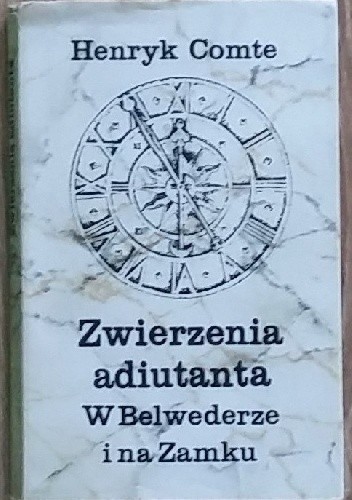 Henryk Comte
Zwierzenia
adiutanta
W Belwederze
i na Zamku